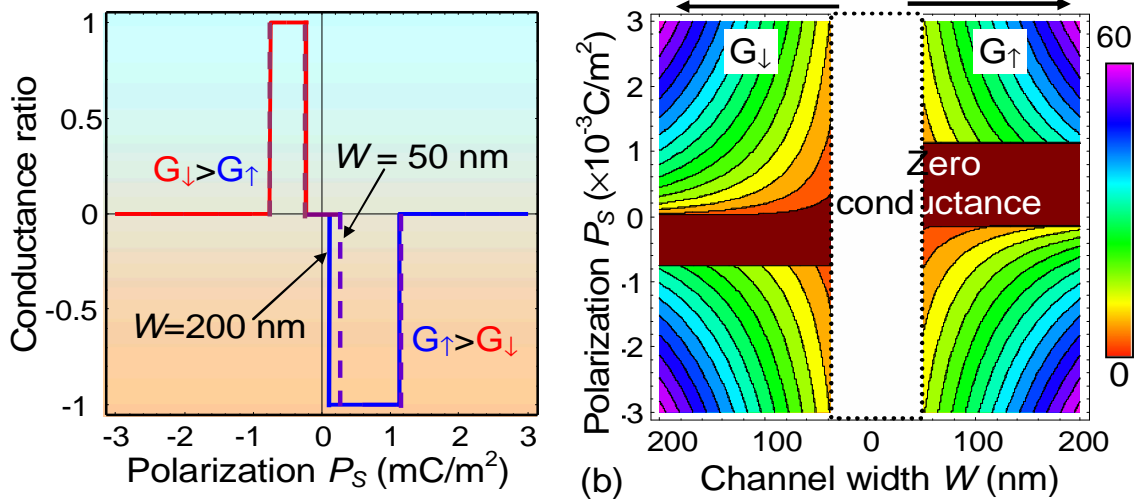 1
0.5
0
-0.5
-1
Conductance ratio
G↓>G↑
W = 50 nm
W=200 nm
G↑>G↓
-3 -2 -1 0 1 2 3
Polarization PS (mC/m²)
3
2
1
0
-1
-2
-3
Polarization PS (×10⁻³C/m²)
G↓
G↑
Zero
conductance
60
0
200 100 0 100 200
(b) Channel width W (nm)